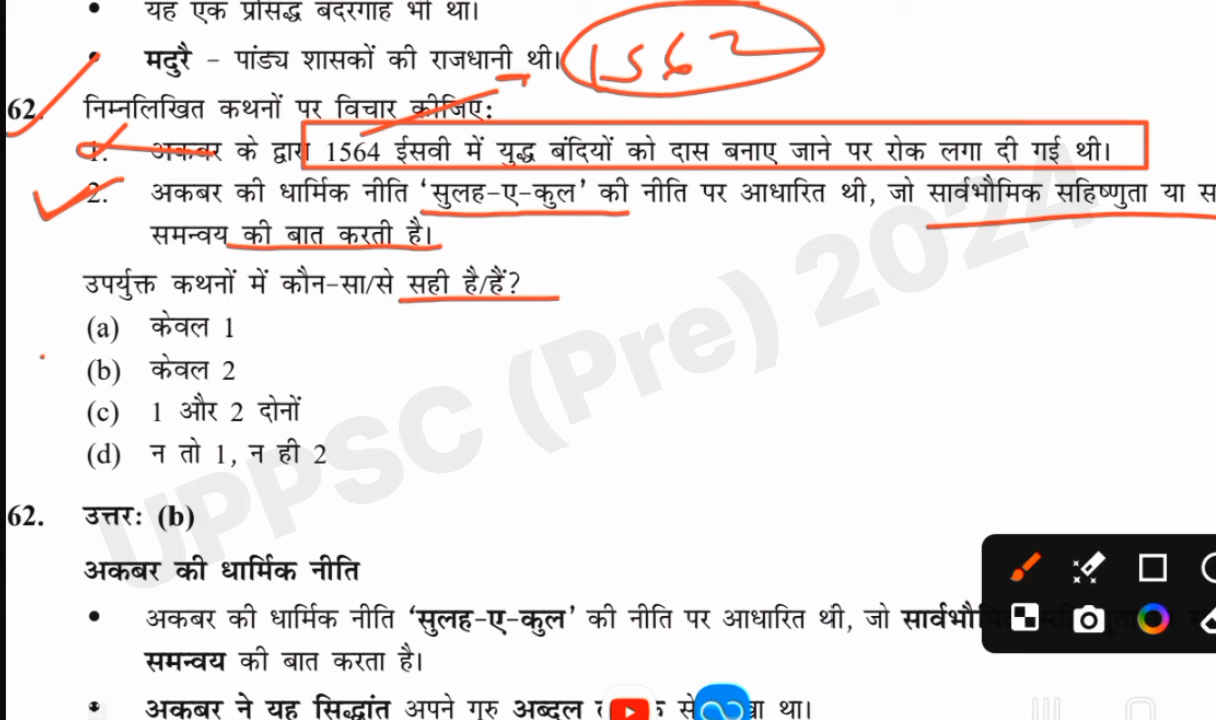 यह एक प्रसिद्ध बंदरगाह भी था।
• मदुरै – पांड्य शासकों की राजधानी थी। 1562
62. निम्नलिखित कथनों पर विचार कीजिए:
1. अकबर के द्वारा 1564 ईसवी में युद्ध बंदियों को दास बनाए जाने पर रोक लगा दी गई थी।
2. अकबर की धार्मिक नीति ‘सुलह-ए-कुल’ की नीति पर आधारित थी, जो सार्वभौमिक सहिष्णुता या
समन्वय की बात करती है।
उपर्युक्त कथनों में कौन-सा/से सही है/हैं?
(a) केवल 1
(b) केवल 2
(c) 1 और 2 दोनों
(d) न तो 1, न ही 2
UPPSC (Pre) 2024
62. उत्तर: (b)
अकबर की धार्मिक नीति
• अकबर की धार्मिक नीति ‘सुलह-ए-कुल’ की नीति पर आधारित थी, जो
समन्वय की बात करता है।
• अकबर ने यह सिद्धांत अपने गुरु अब्दुल से था।